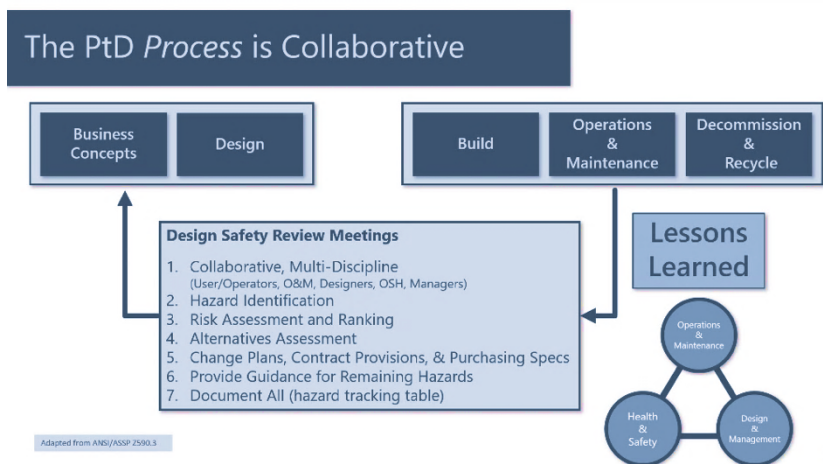 The PtD Process is Collaborative
Business
Concepts
Design
Build
Operations
&
Maintenance
Decommission
&
Recycle
Design Safety Review Meetings
1. Collaborative, Multi-Discipline
(User/Operators, O&M, Designers, OSH, Managers)
2. Hazard Identification
3. Risk Assessment and Ranking
4. Alternatives Assessment
5. Change Plans, Contract Provisions, & Purchasing Specs
6. Provide Guidance for Remaining Hazards
7. Document All (hazard tracking table)
Lessons
Learned
Operations
&
Maintenance
Health
&
Safety
Design
&
Management
Adapted from ANSI/ASSP Z590.3